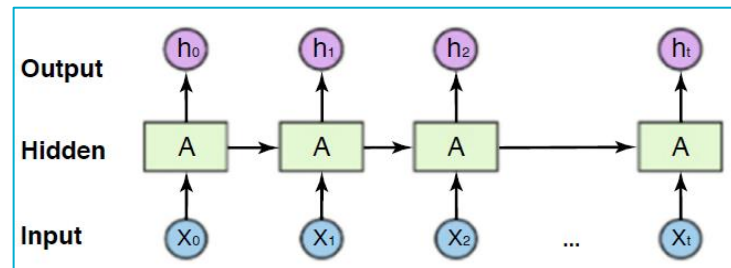 Output h₀ h₁ h₂ hₜ
Hidden A A A A
Input X₀ X₁ X₂ ... Xₜ